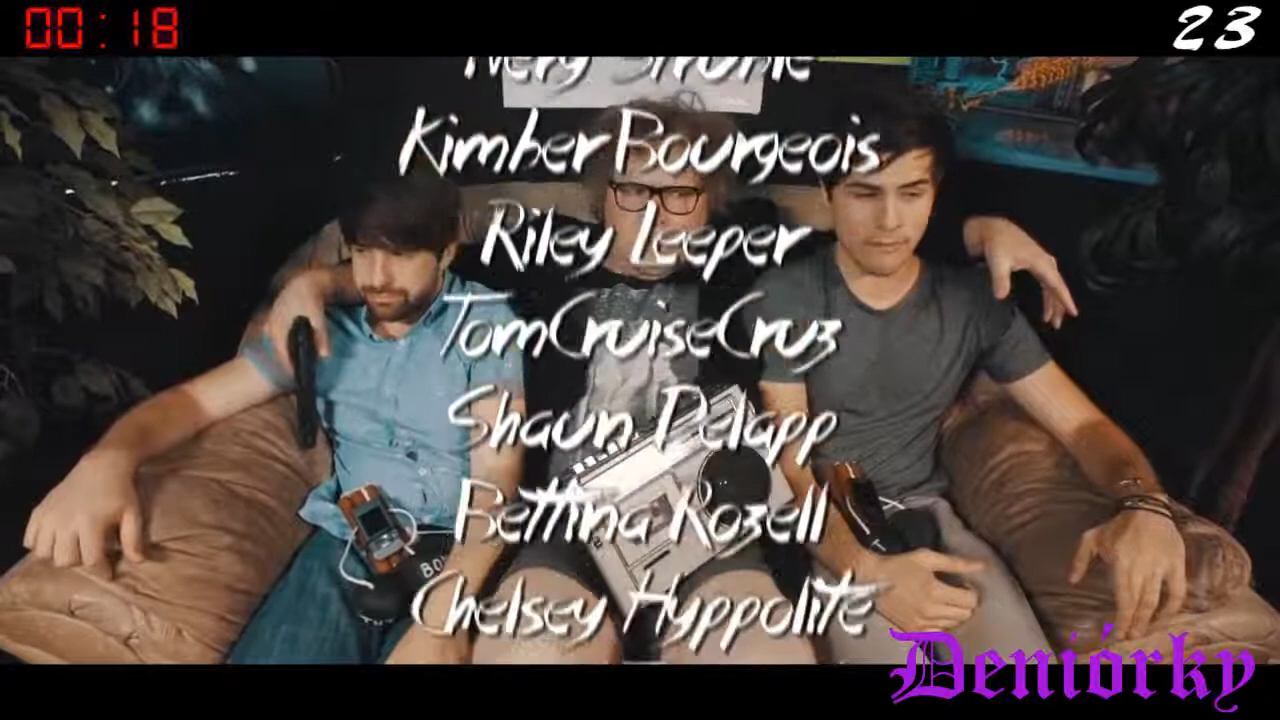 00:18
23
Kimber Bourgeois
Riley Leeper
TomCruiseCruz
Shaun Delapp
Bettina Rozell
Chelsey Hyppolite
Deniórky